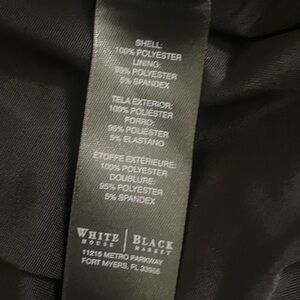 SHELL:
100% POLYESTER
LINING:
95% POLYESTER
5% SPANDEX
TELA EXTERIOR:
100% POLIÉSTER
FORRO:
95% POLIÉSTER
5% ELASTANO
ÉTOFFE EXTÉRIEURE:
100% POLYESTER
DOUBLURE:
95% POLYESTER
5% SPANDEX
WHITE | BLACK
HOUSE | MARKET
11215 METRO PARKWAY
FORT MYERS, FL 33966